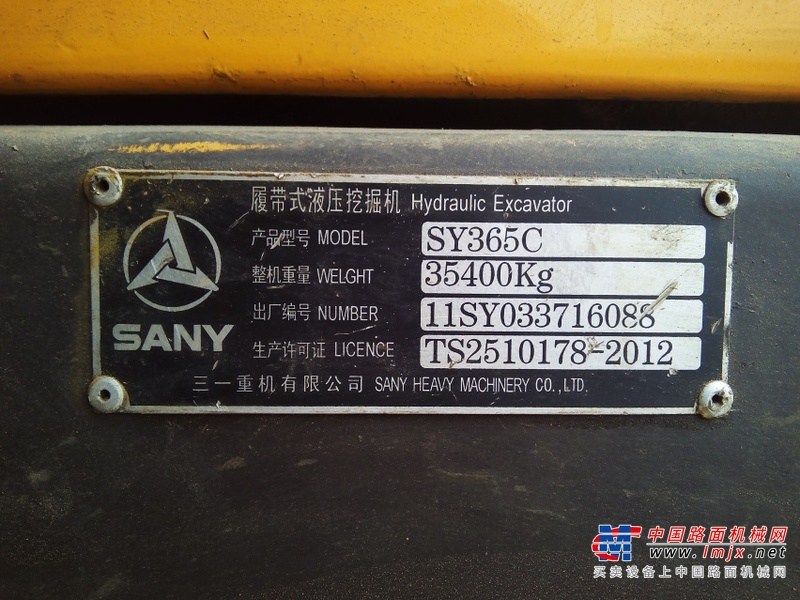 履带式液压挖掘机 Hydraulic Excavator
产品型号 MODEL SY365C
整机重量 WELGHT 35400Kg
出厂编号 NUMBER 11SY033716088
生产许可证 LICENCE TS2510178-2012
SANY
三一重机有限公司 SANY HEAVY MACHINERY CO.,LTD.
中国路面机械网
www.lmjx.net
买卖设备上中国路面机械网